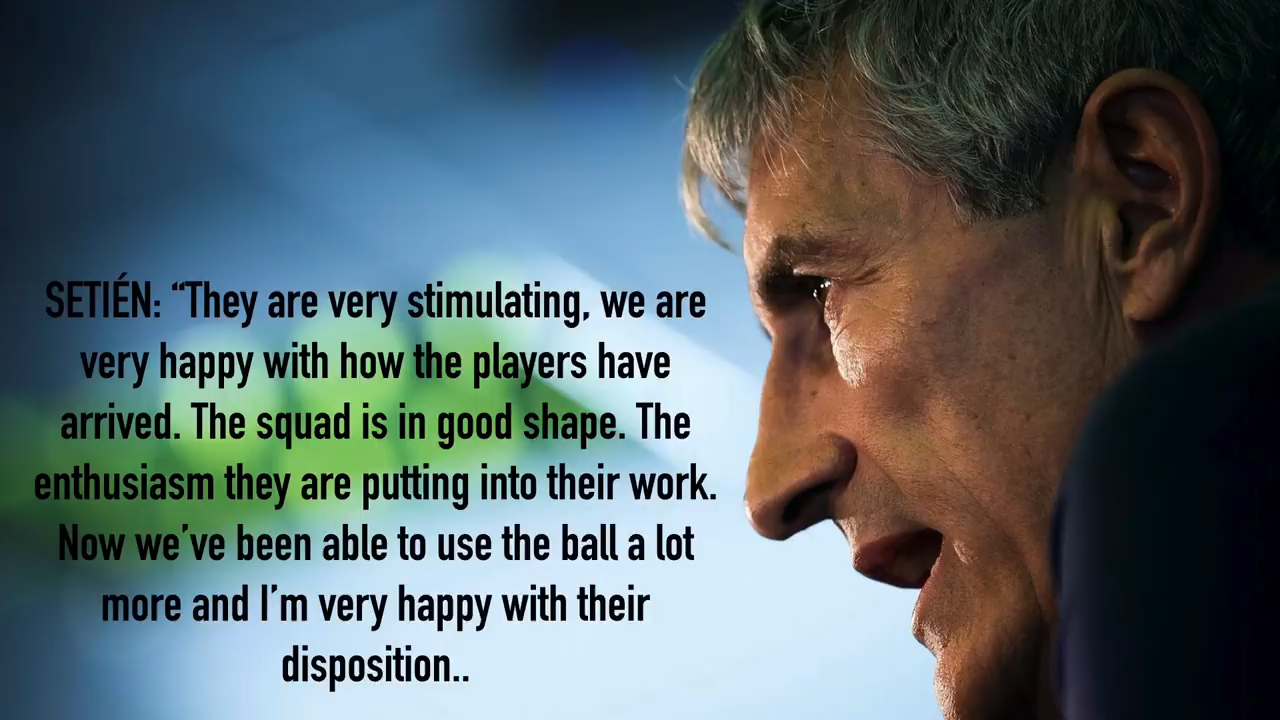 SETIÉN: “They are very stimulating, we are
very happy with how the players have
arrived. The squad is in good shape. The
enthusiasm they are putting into their work.
Now we’ve been able to use the ball a lot
more and I’m very happy with their
disposition..